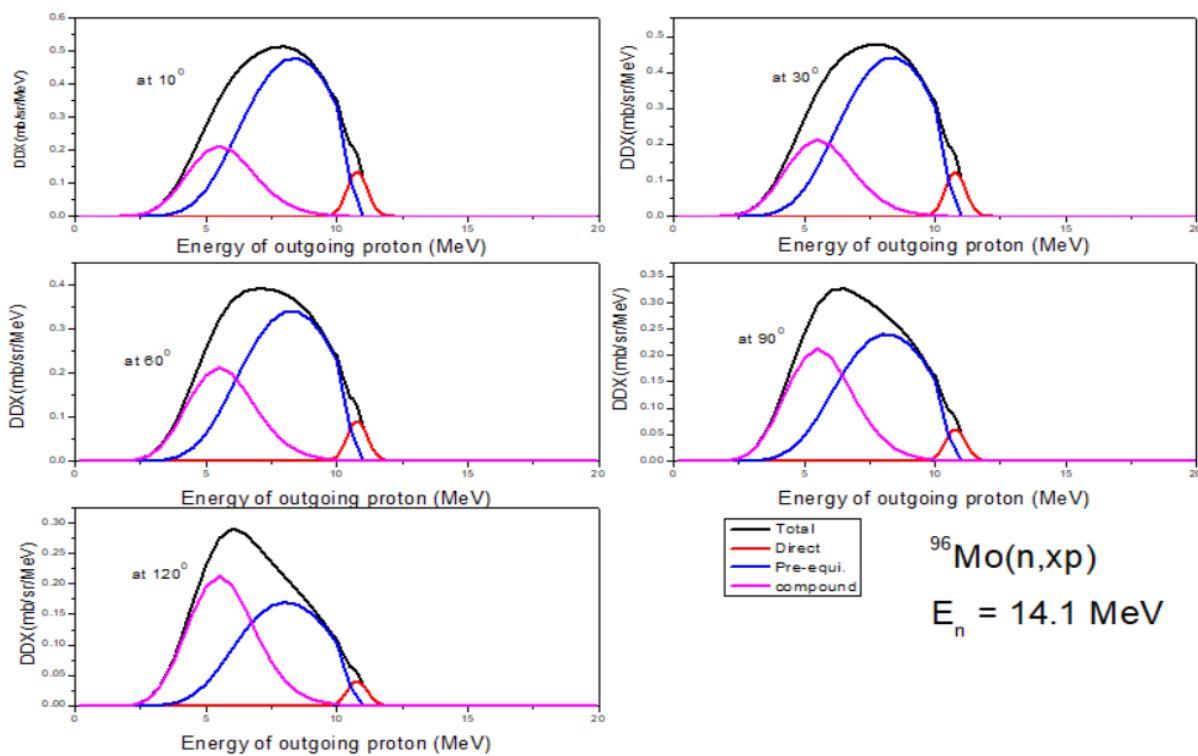 0.6
0.5
0.4
0.3
0.2
0.1
0.0
DDX(mb/sr/MeV)
at 10°
0 5 10 15 20
Energy of outgoing proton (MeV)
0.5
0.4
0.3
0.2
0.1
0.0
DDX(mb/sr/MeV)
at 30°
0 5 10 15 20
Energy of outgoing proton (MeV)
0.4
0.3
0.2
0.1
0.0
DDX(mb/sr/MeV)
at 60°
0 5 10 15 20
Energy of outgoing proton (MeV)
0.35
0.30
0.25
0.20
0.15
0.10
0.05
0.00
DDX(mb/sr/MeV)
at 90°
0 5 10 15 20
Energy of outgoing proton (MeV)
0.30
0.25
0.20
0.15
0.10
0.05
0.00
DDX(mb/sr/MeV)
at 120°
0 5 10 15 20
Energy of outgoing proton (MeV)
Total
Direct
Pre-equi.
compound
⁹⁶Mo(n,xp)
Eₙ = 14.1 MeV